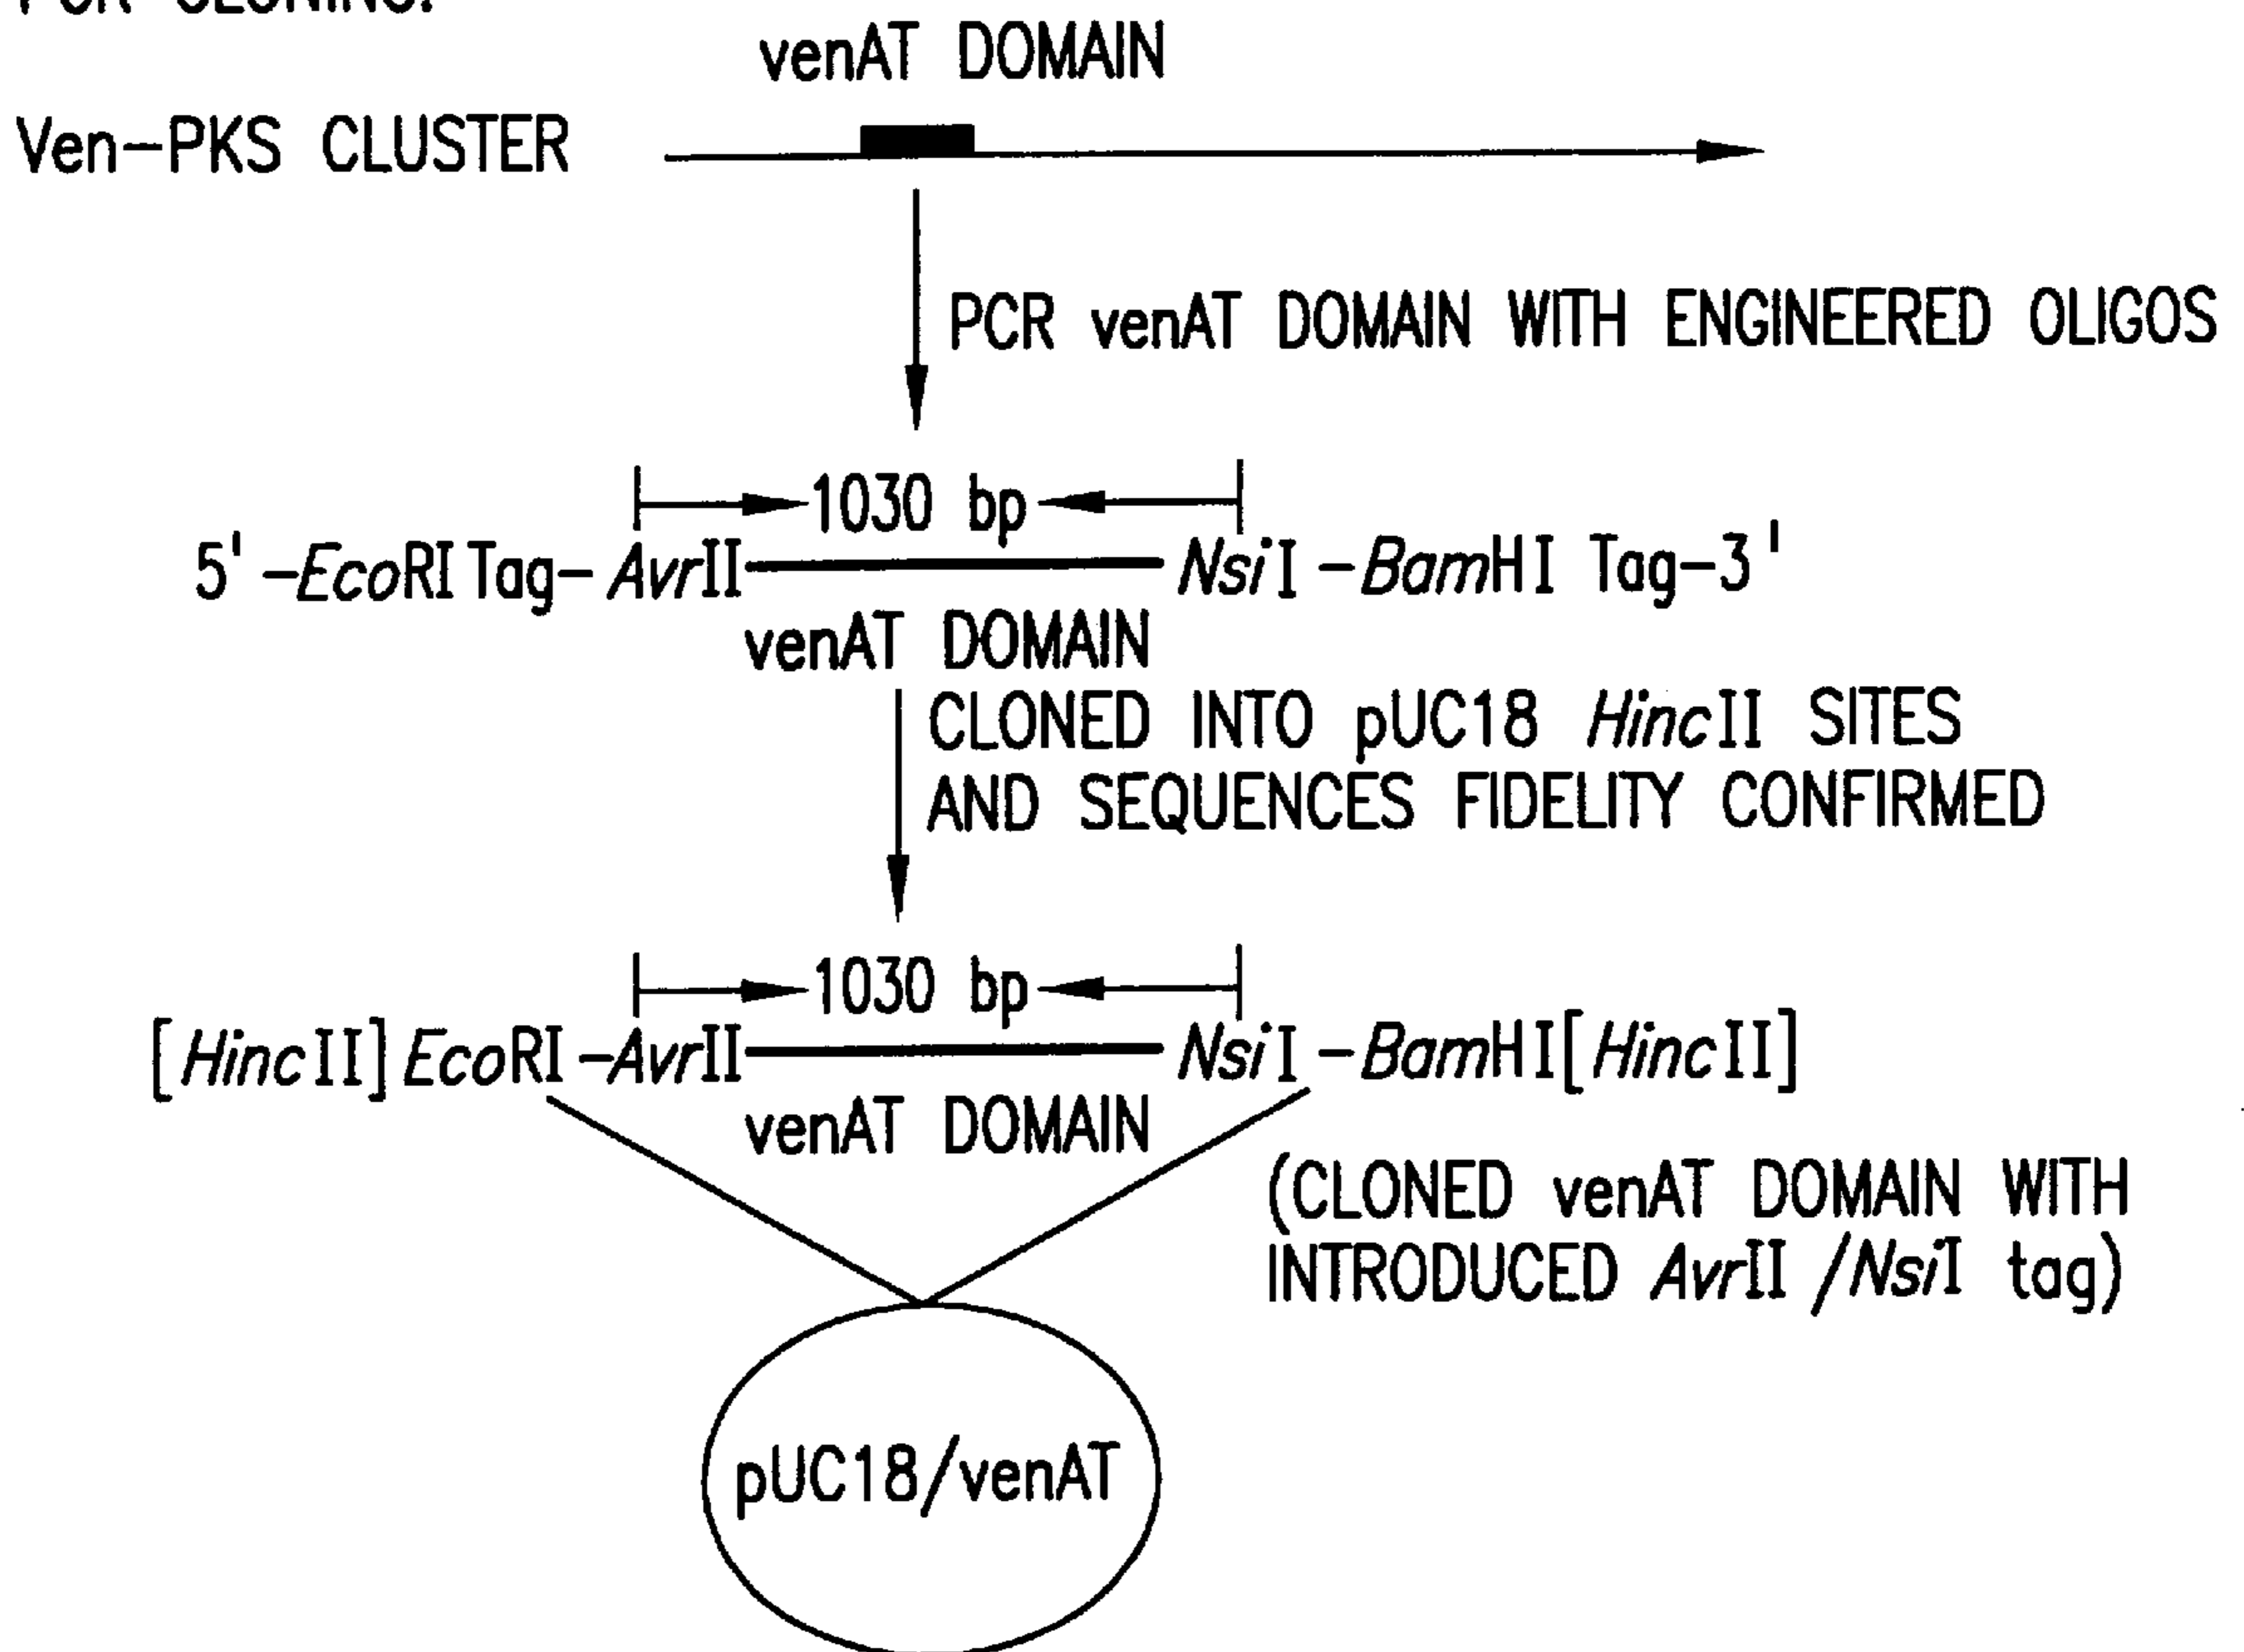 PCR CLONING:
venAT DOMAIN
Ven-PKS CLUSTER
PCR venAT DOMAIN WITH ENGINEERED OLIGOS
1030 bp
5'-EcoRI Tag-AvrII NsiI-BamHI Tag-3'
venAT DOMAIN
CLONED INTO pUC18 HincII SITES
AND SEQUENCES FIDELITY CONFIRMED
1030 bp
[HincII]EcoRI-AvrII NsiI-BamHI[HincII]
venAT DOMAIN
(CLONED venAT DOMAIN WITH
INTRODUCED AvrII/NsiI tag)
pUC18/venAT